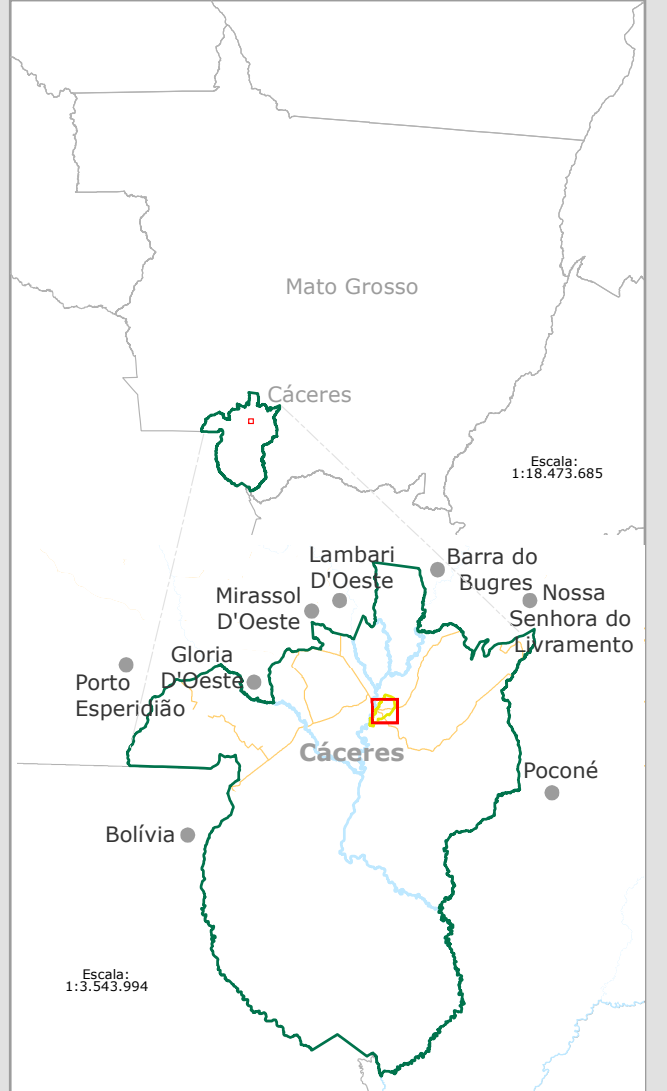 Mato Grosso
Cáceres
Escala:
1:18.473.685
Lambari
D'Oeste
Barra do
Bugres
Mirassol
D'Oeste
Nossa
Senhora do
Livramento
Gloria
D'Oeste
Porto
Esperidião
Cáceres
Poconé
Bolívia
Escala:
1:3.543.994